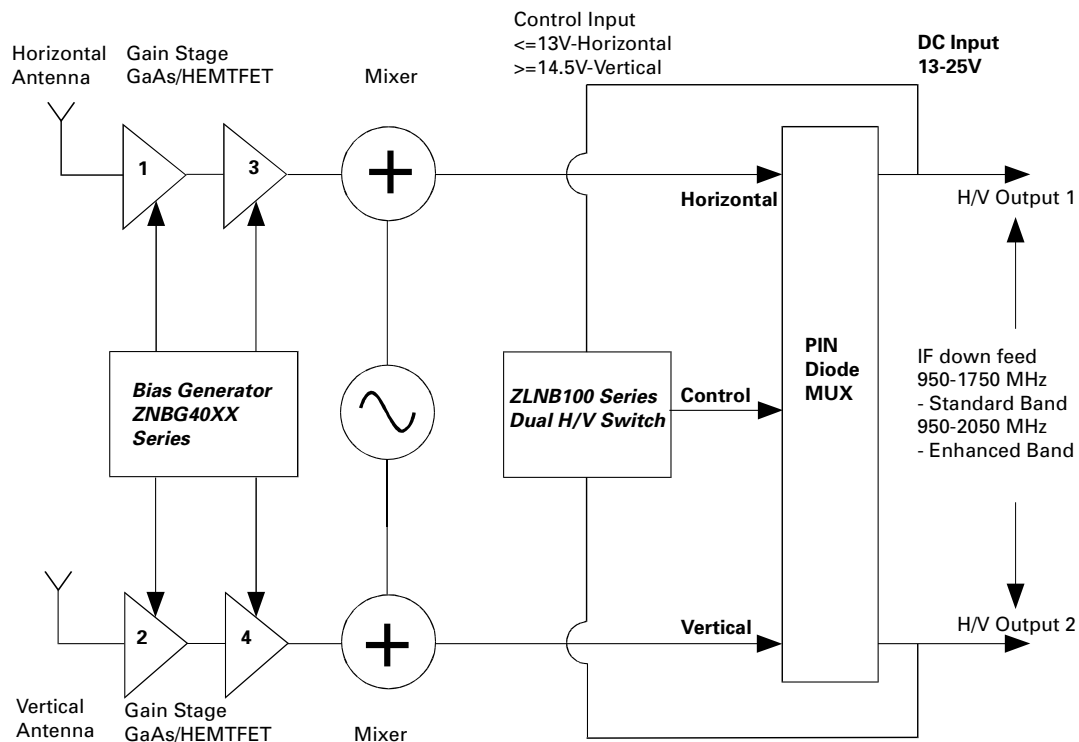 Control Input
<=13V-Horizontal
>=14.5V-Vertical
DC Input
13-25V
Horizontal
Antenna
Gain Stage
GaAs/HEMTFET
Mixer
1
3
Horizontal
H/V Output 1
Bias Generator
ZNBG40XX
Series
ZLNB100 Series
Dual H/V Switch
Control
PIN
Diode
MUX
IF down feed
950-1750 MHz
- Standard Band
950-2050 MHz
- Enhanced Band
2
4
Vertical
H/V Output 2
Vertical
Antenna
Gain Stage
GaAs/HEMTFET
Mixer